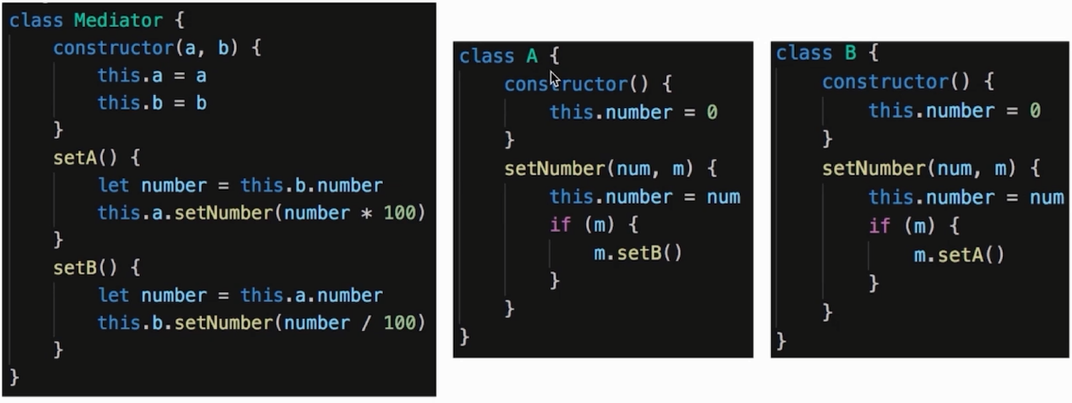 class Mediator {
constructor(a, b) {
this.a = a
this.b = b
}
setA() {
let number = this.b.number
this.a.setNumber(number * 100)
}
setB() {
let number = this.a.number
this.b.setNumber(number / 100)
}
}
class A {
constructor() {
this.number = 0
}
setNumber(num, m) {
this.number = num
if (m) {
m.setB()
}
}
}
class B {
constructor() {
this.number = 0
}
setNumber(num, m) {
this.number = num
if (m) {
m.setA()
}
}
}